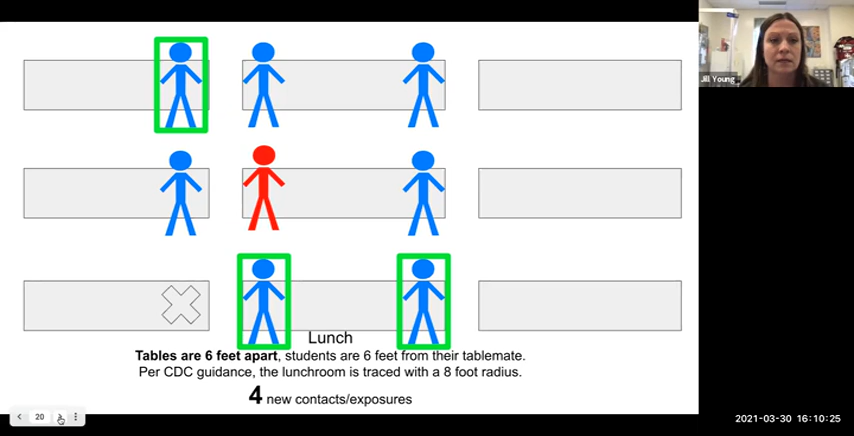 Jill Young
Lunch
Tables are 6 feet apart, students are 6 feet from their tablemate.
Per CDC guidance, the lunchroom is traced with a 8 foot radius.
4 new contacts/exposures
20
2021-03-30 16:10:25